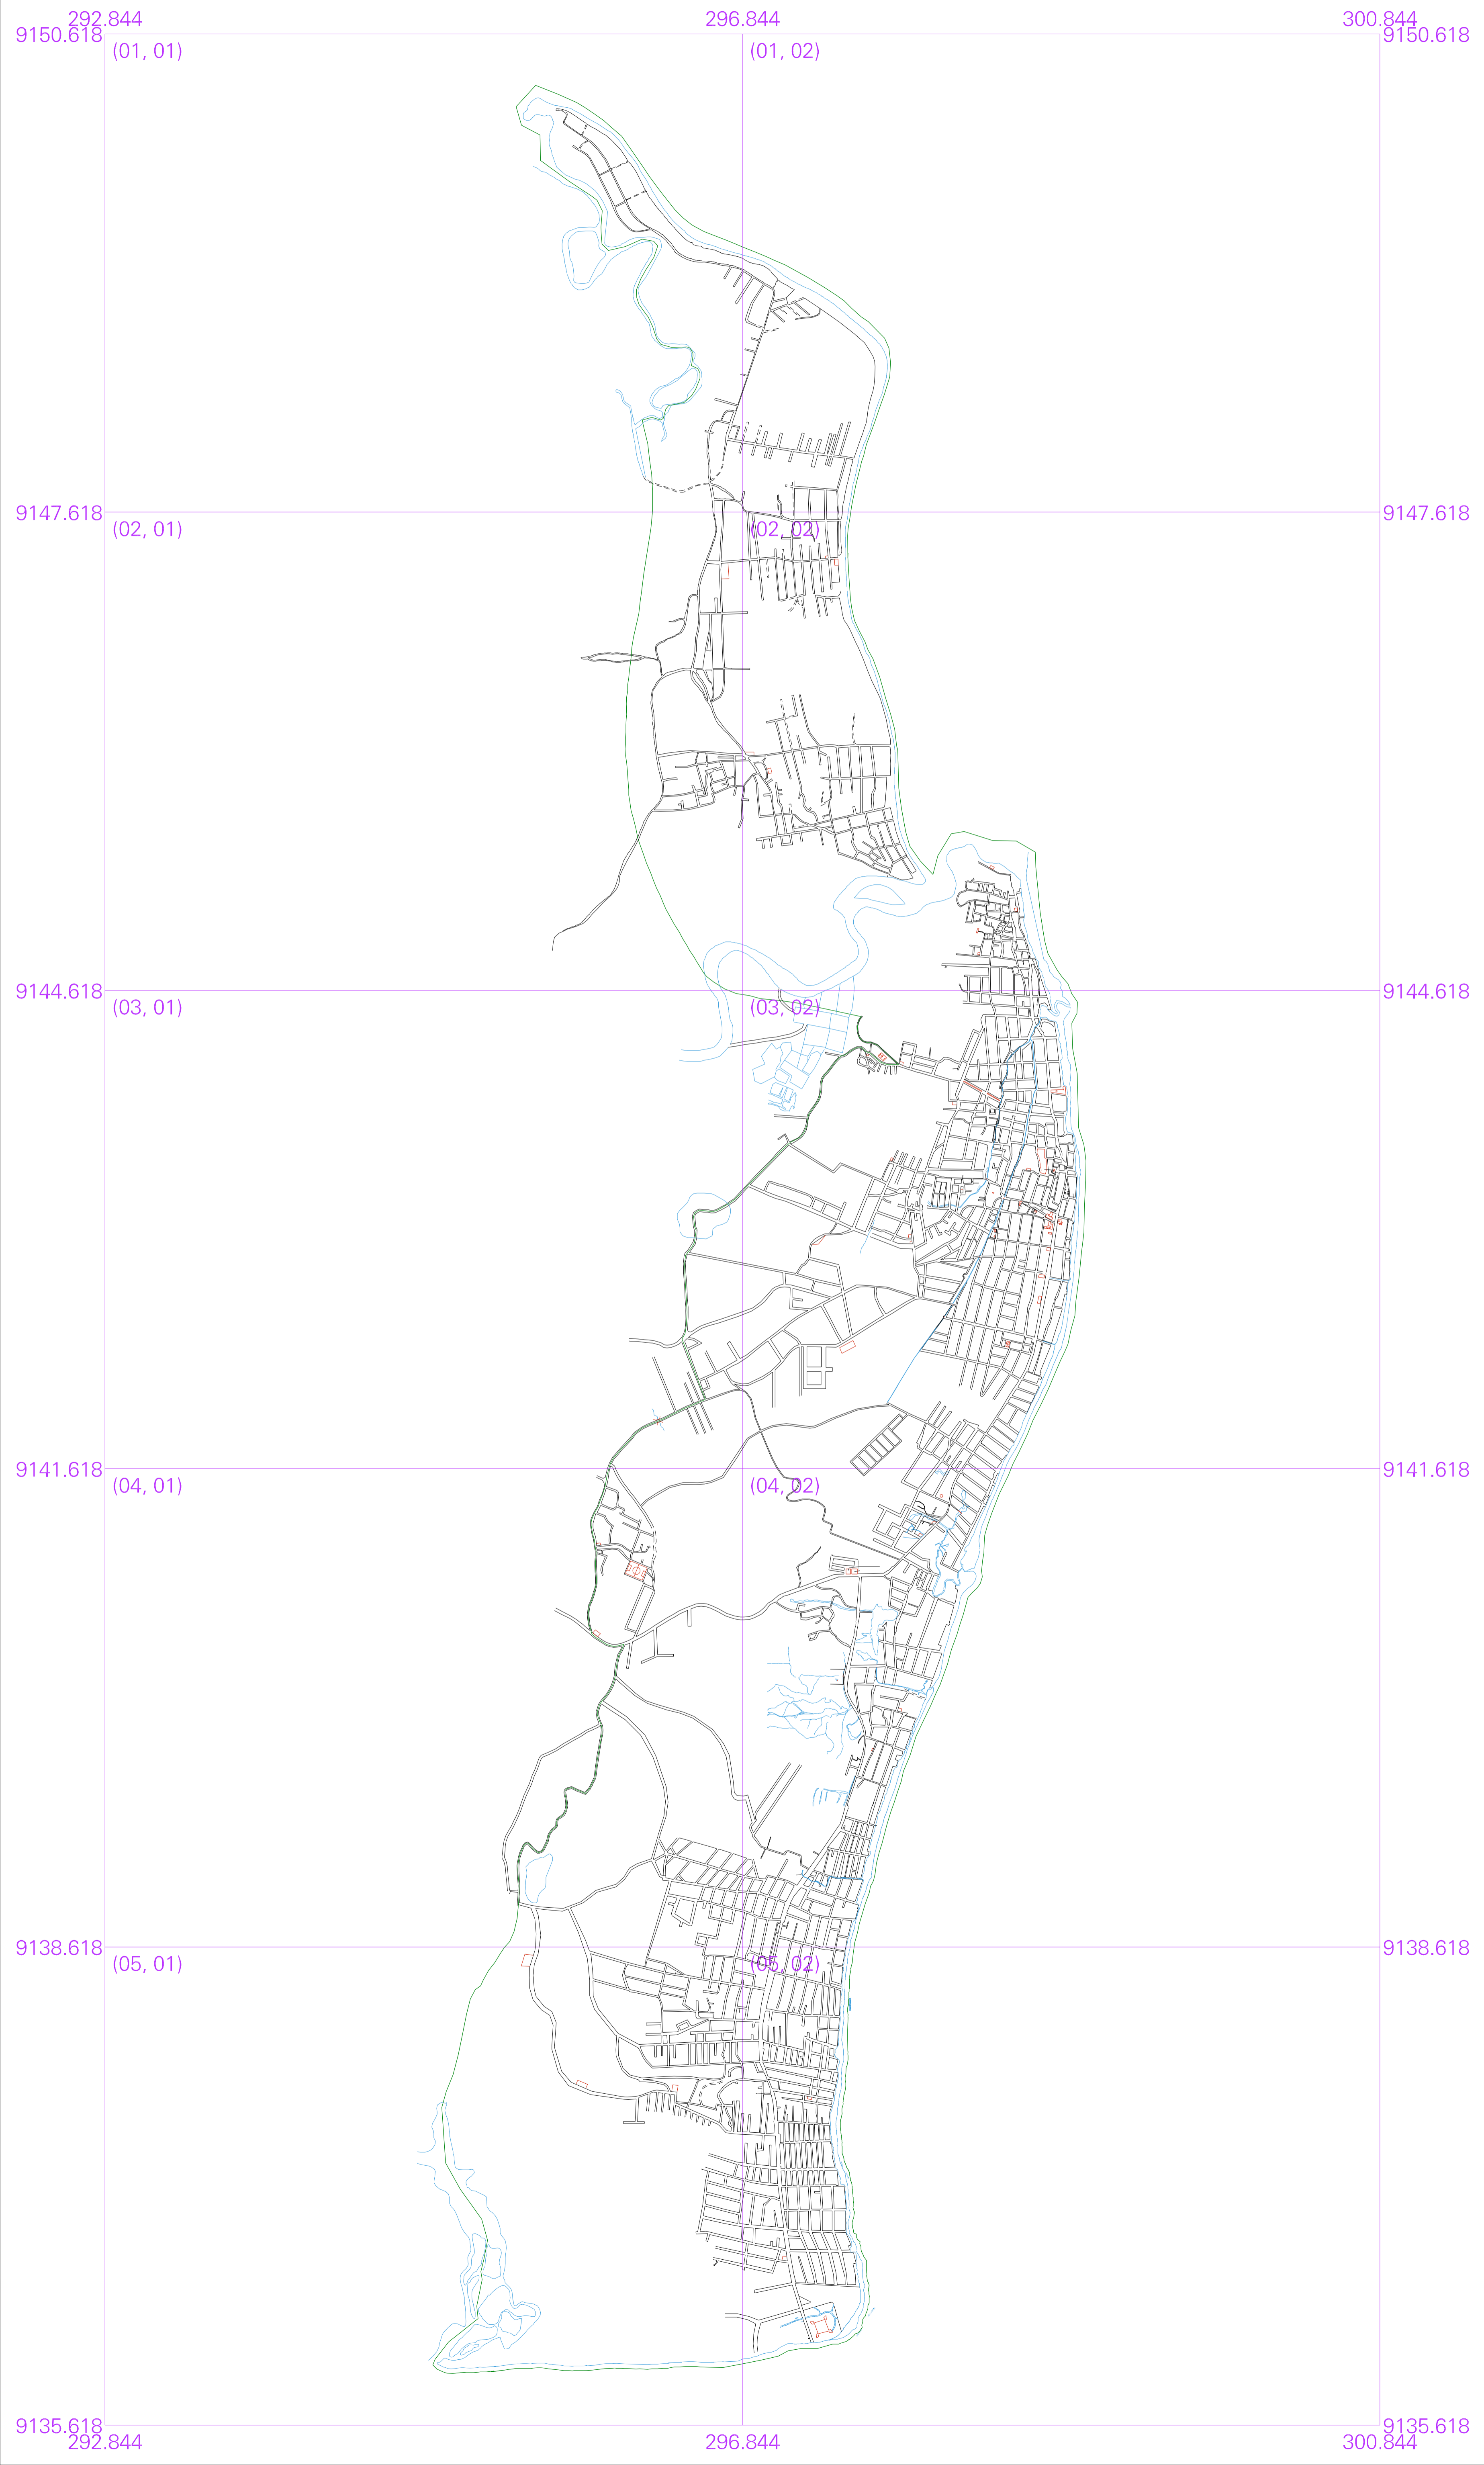 292.844 296.844 300.844
9150.618 9150.618
(01, 01) (01, 02)
9147.618 9147.618
(02, 01) (02, 02)
9144.618 9144.618
(03, 01) (03, 02)
9141.618 9141.618
(04, 01) (04, 02)
9138.618 9138.618
(05, 01) (05, 02)
9135.618 9135.618
292.844 296.844 300.844